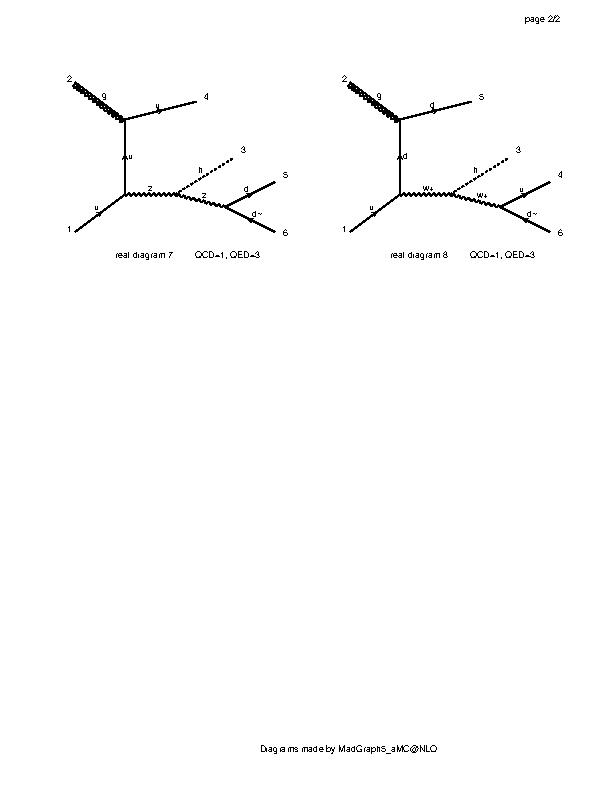 page 2/2
2
g
u
4
u
z
h
3
z
d
5
d~
6
u
1
real diagram 7 QCD=1, QED=3
2
g
d
5
d
w+
h
3
w+
u
4
d~
6
u
1
real diagram 8 QCD=1, QED=3
Diagrams made by MadGraph5_aMC@NLO